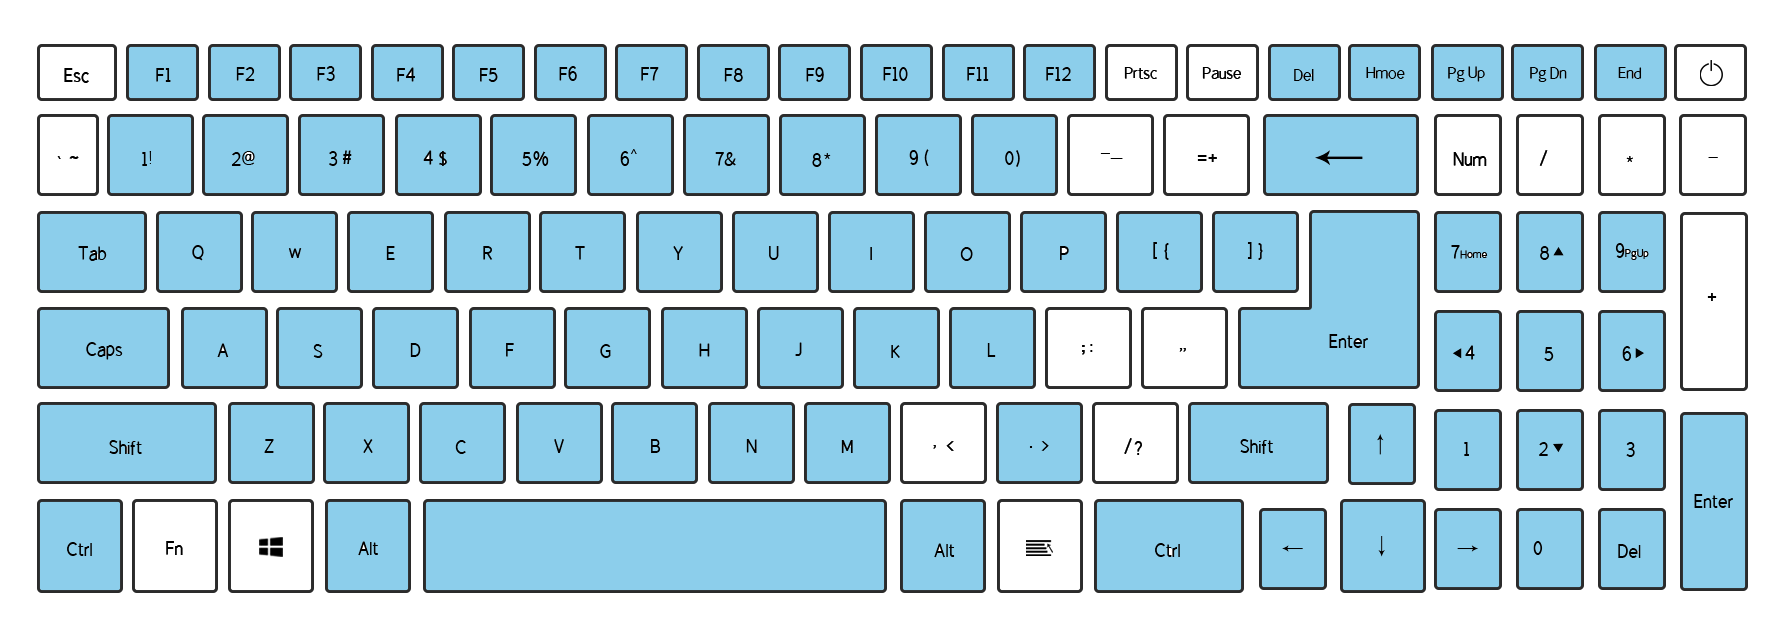 Esc F1 F2 F3 F4 F5 F6 F7 F8 F9 F10 F11 F12 Prtsc Pause Del Hmoe Pg Up Pg Dn End
` ~ 1! 2@ 3 # 4 $ 5% 6^ 7& 8* 9 ( 0) ¯— =+ ← Num / * −
Tab Q w E R T Y U I O P [ { ] } 7Home 8▲ 9PgUp +
Caps A S D F G H J K L ; : ,, Enter ◄4 5 6►
Shift Z X C V B N M , < . > /? Shift ↑ 1 2▼ 3 Enter
Ctrl Fn Alt Alt Ctrl ← ↓ → 0 Del